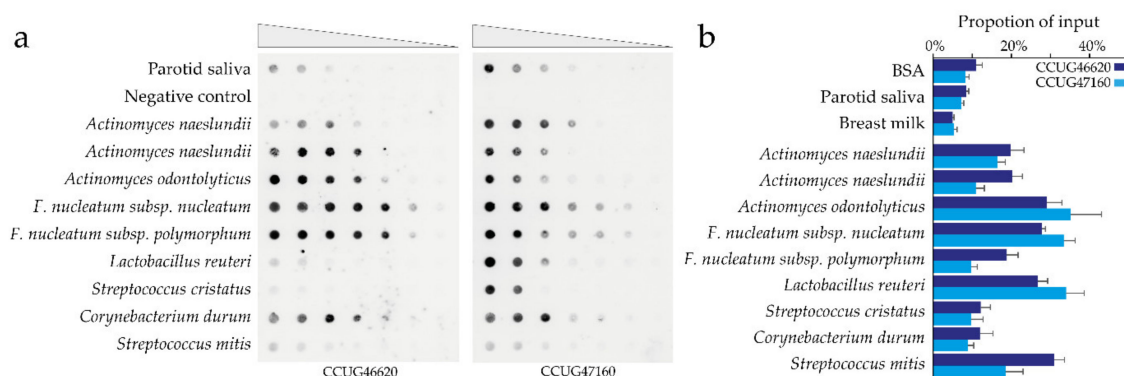 a
Parotid saliva
Negative control
Actinomyces naeslundii
Actinomyces naeslundii
Actinomyces odontolyticus
F. nucleatum subsp. nucleatum
F. nucleatum subsp. polymorphum
Lactobacillus reuteri
Streptococcus cristatus
Corynebacterium durum
Streptococcus mitis
CCUG46620
CCUG47160
b
Propotion of input
0%
20%
40%
CCUG46620
CCUG47160
BSA
Parotid saliva
Breast milk
Actinomyces naeslundii
Actinomyces naeslundii
Actinomyces odontolyticus
F. nucleatum subsp. nucleatum
F. nucleatum subsp. polymorphum
Lactobacillus reuteri
Streptococcus cristatus
Corynebacterium durum
Streptococcus mitis